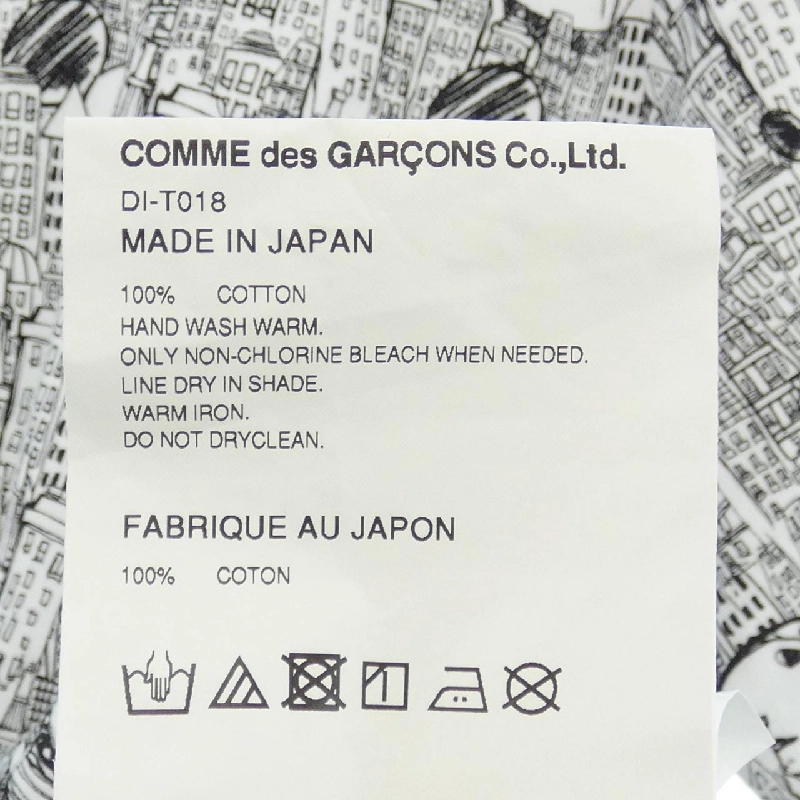 COMME des GARÇONS Co.,Ltd.
DI-T018
MADE IN JAPAN
100% COTTON
HAND WASH WARM.
ONLY NON-CHLORINE BLEACH WHEN NEEDED.
LINE DRY IN SHADE.
WARM IRON.
DO NOT DRYCLEAN.
FABRIQUE AU JAPON
100% COTON